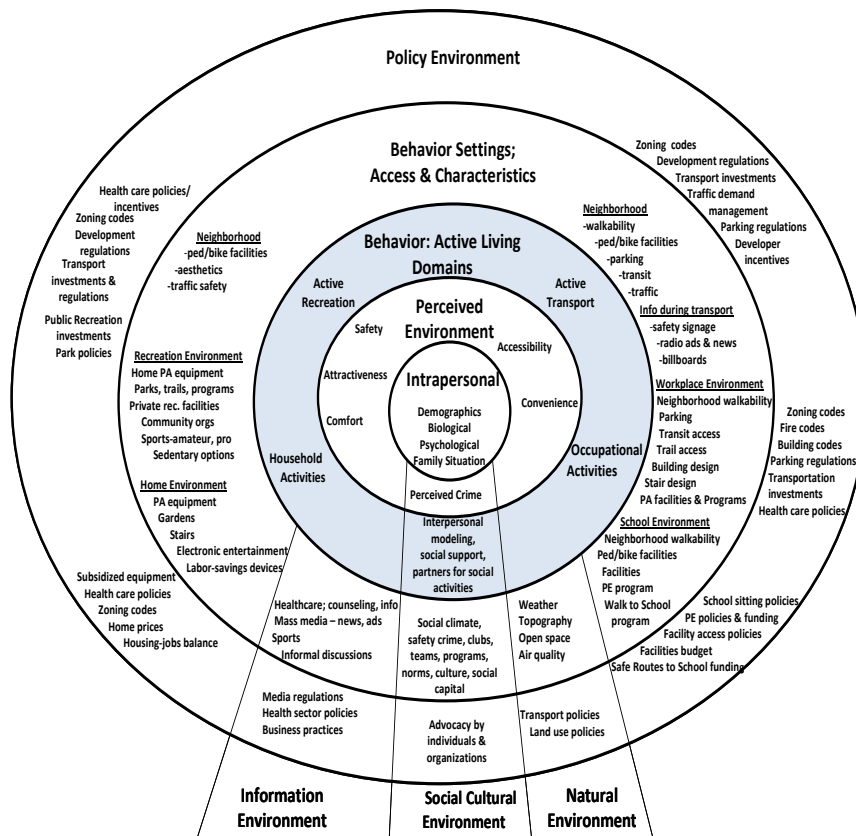 Policy Environment
Behavior Settings;
Access & Characteristics
Health care policies/
incentives
Zoning codes
Development
regulations
Transport
investments &
regulations
Public Recreation
investments
Park policies
Neighborhood
-ped/bike facilities
-aesthetics
-traffic safety
Recreation Environment
Home PA equipment
Parks, trails, programs
Private rec. facilities
Community orgs
Sports-amateur, pro
Sedentary options
Home Environment
PA equipment
Gardens
Stairs
Electronic entertainment
Labor-savings devices
Subsidized equipment
Health care policies
Zoning codes
Home prices
Housing-jobs balance
Behavior: Active Living
Domains
Active
Recreation
Active
Transport
Household
Activities
Occupational
Activities
Perceived
Environment
Safety
Attractiveness
Comfort
Accessibility
Convenience
Intrapersonal
Demographics
Biological
Psychological
Family Situation
Perceived Crime
Interpersonal
modeling,
social support,
partners for social
activities
Zoning codes
Development regulations
Transport investments
Traffic demand
management
Parking regulations
Developer
incentives
Neighborhood
-walkability
-ped/bike facilities
-parking
-transit
-traffic
Info during transport
-safety signage
-radio ads & news
-billboards
Workplace Environment
Neighborhood walkability
Parking
Transit access
Trail access
Building design
Stair design
PA facilities & Programs
Zoning codes
Fire codes
Building codes
Parking regulations
Transportation
investments
Health care policies
School Environment
Neighborhood walkability
Ped/bike facilities
Facilities
PE program
Walk to School
program
School sitting policies
PE policies & funding
Facility access policies
Facilities budget
Safe Routes to School funding
Healthcare; counseling, info
Mass media – news, ads
Sports
Informal discussions
Social climate,
safety crime, clubs,
teams, programs,
norms, culture, social
capital
Weather
Topography
Open space
Air quality
Media regulations
Health sector policies
Business practices
Advocacy by
individuals &
organizations
Transport policies
Land use policies
Information
Environment
Social Cultural
Environment
Natural
Environment